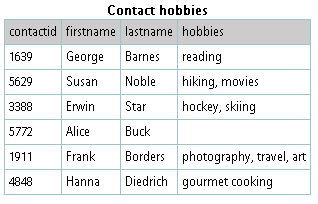 Contact hobbies
contactid firstname lastname hobbies
1639 George Barnes reading
5629 Susan Noble hiking, movies
3388 Erwin Star hockey, skiing
5772 Alice Buck
1911 Frank Borders photography, travel, art
4848 Hanna Diedrich gourmet cooking